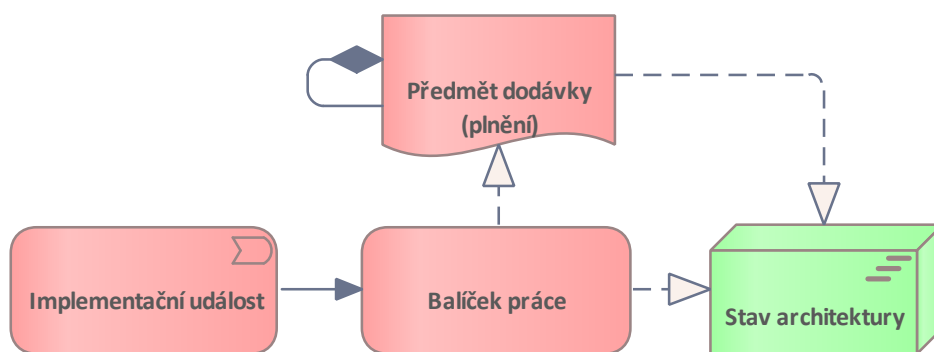 Předmět dodávky
(plnění)
Implementační událost
Balíček práce
Stav architektury